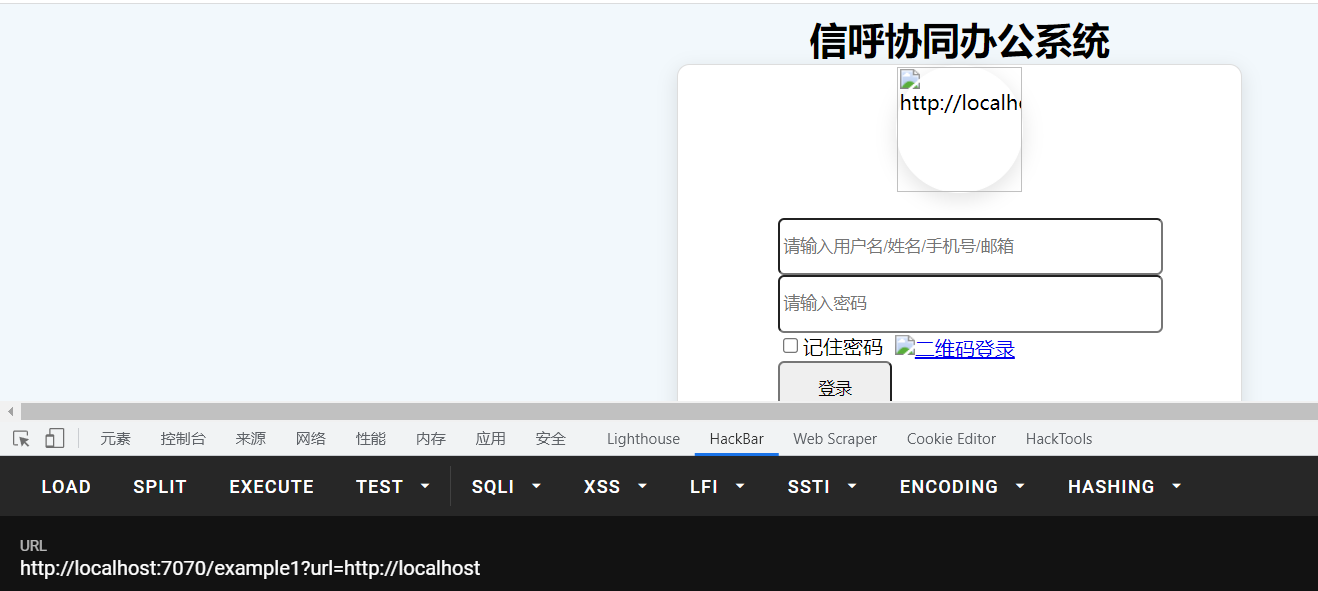 信呼协同办公系统
http://localho
请输入用户名/姓名/手机号/邮箱
请输入密码
记住密码 二维码登录
登录
元素 控制台 来源 网络 性能 内存 应用 安全 Lighthouse HackBar Web Scraper Cookie Editor HackTools
LOAD SPLIT EXECUTE TEST SQLI XSS LFI SSTI ENCODING HASHING
URL
http://localhost:7070/example1?url=http://localhost